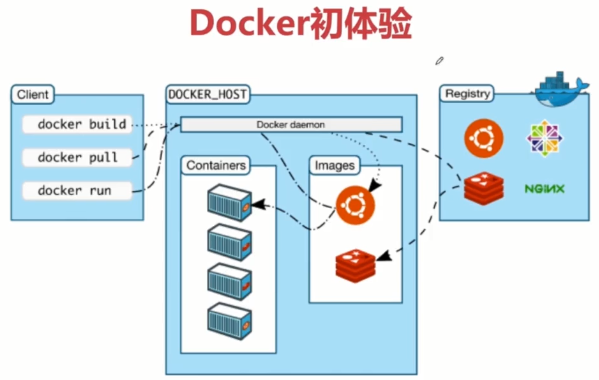 Docker初体验
Client
docker build
docker pull
docker run
DOCKER_HOST
Docker daemon
Containers
Images
Registry
NGINX